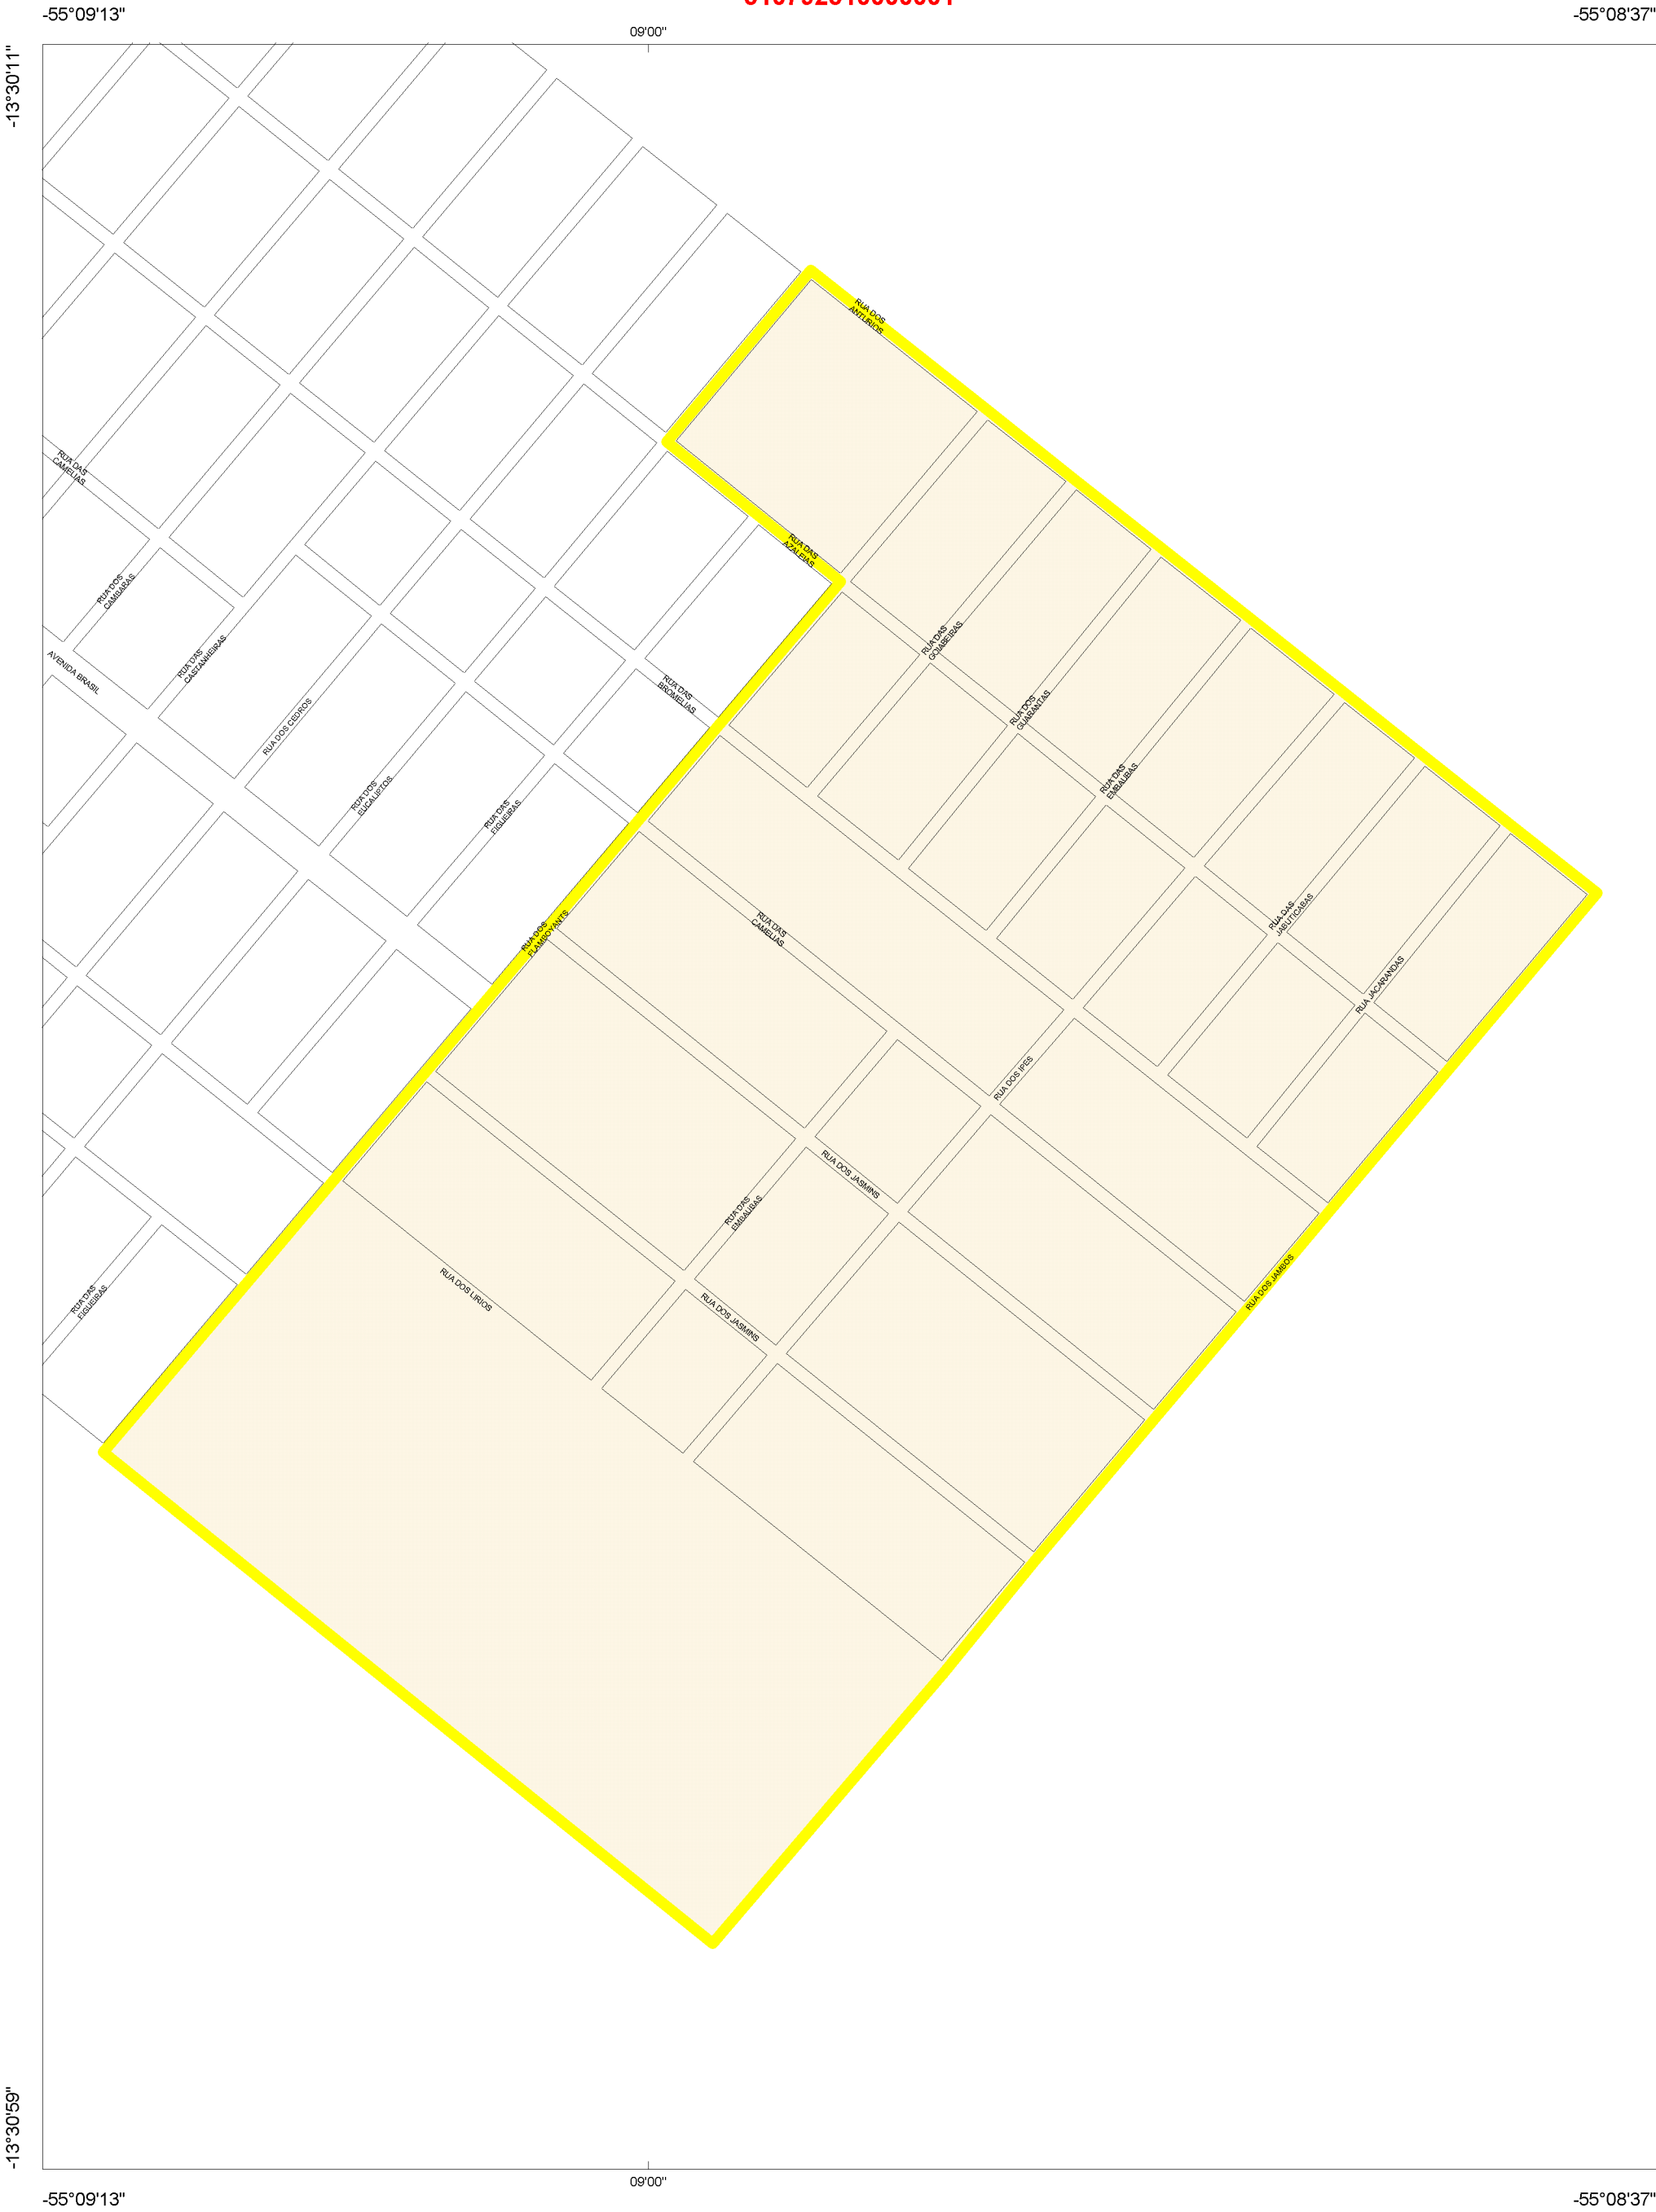 -55°09'13"
-55°08'37"
09'00"
-13°30'11"
RUA DOS
ANTURIOS
RUA DAS
CAMELIAS
RUA DAS
AZALEIAS
RUA DOS
CAMBARAS
RUA DAS
GOIABEIRAS
RUA DAS
CASTANHEIRAS
AVENIDA BRASIL
RUA DAS
BROMELIAS
RUA DOS
GUARANTAS
RUA DOS CEDROS
RUA DOS
EUCALIPTOS
RUA DAS
EMBAUBAS
RUA DAS
FIGUEIRAS
RUA DOS
FLAMBOYANTS
RUA DAS
CAMELIAS
RUA DAS
JABUTICABAS
RUA JACARANDAS
RUA DOS IPES
RUA DOS JASMINS
RUA DAS
EMBAUBAS
RUA DOS LIRIOS
RUA DOS JAMBOS
RUA DAS
FIGUEIRAS
RUA DOS JASMINS
-13°30'59"
09'00"
-55°09'13"
-55°08'37"